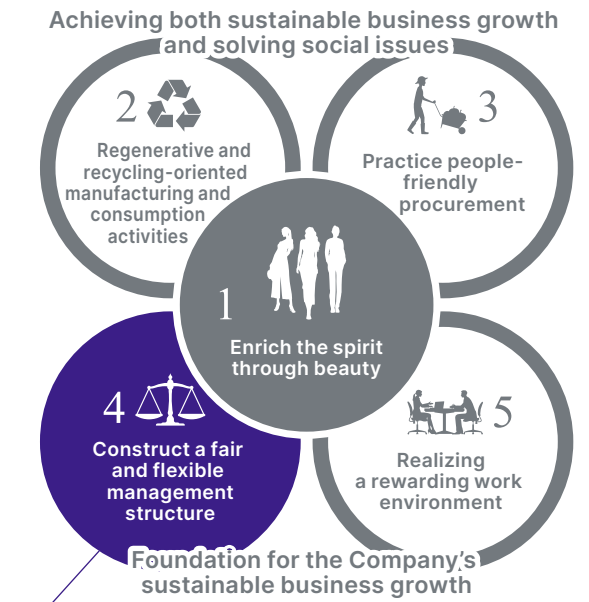 Achieving both sustainable business growth
and solving social issues
2
Regenerative and
recycling-oriented
manufacturing and
consumption
activities
3
Practice people-
friendly
procurement
1
Enrich the spirit
through beauty
4
Construct a fair
and flexible
management
structure
5
Realizing
a rewarding work
environment
Foundation for the Company’s
sustainable business growth